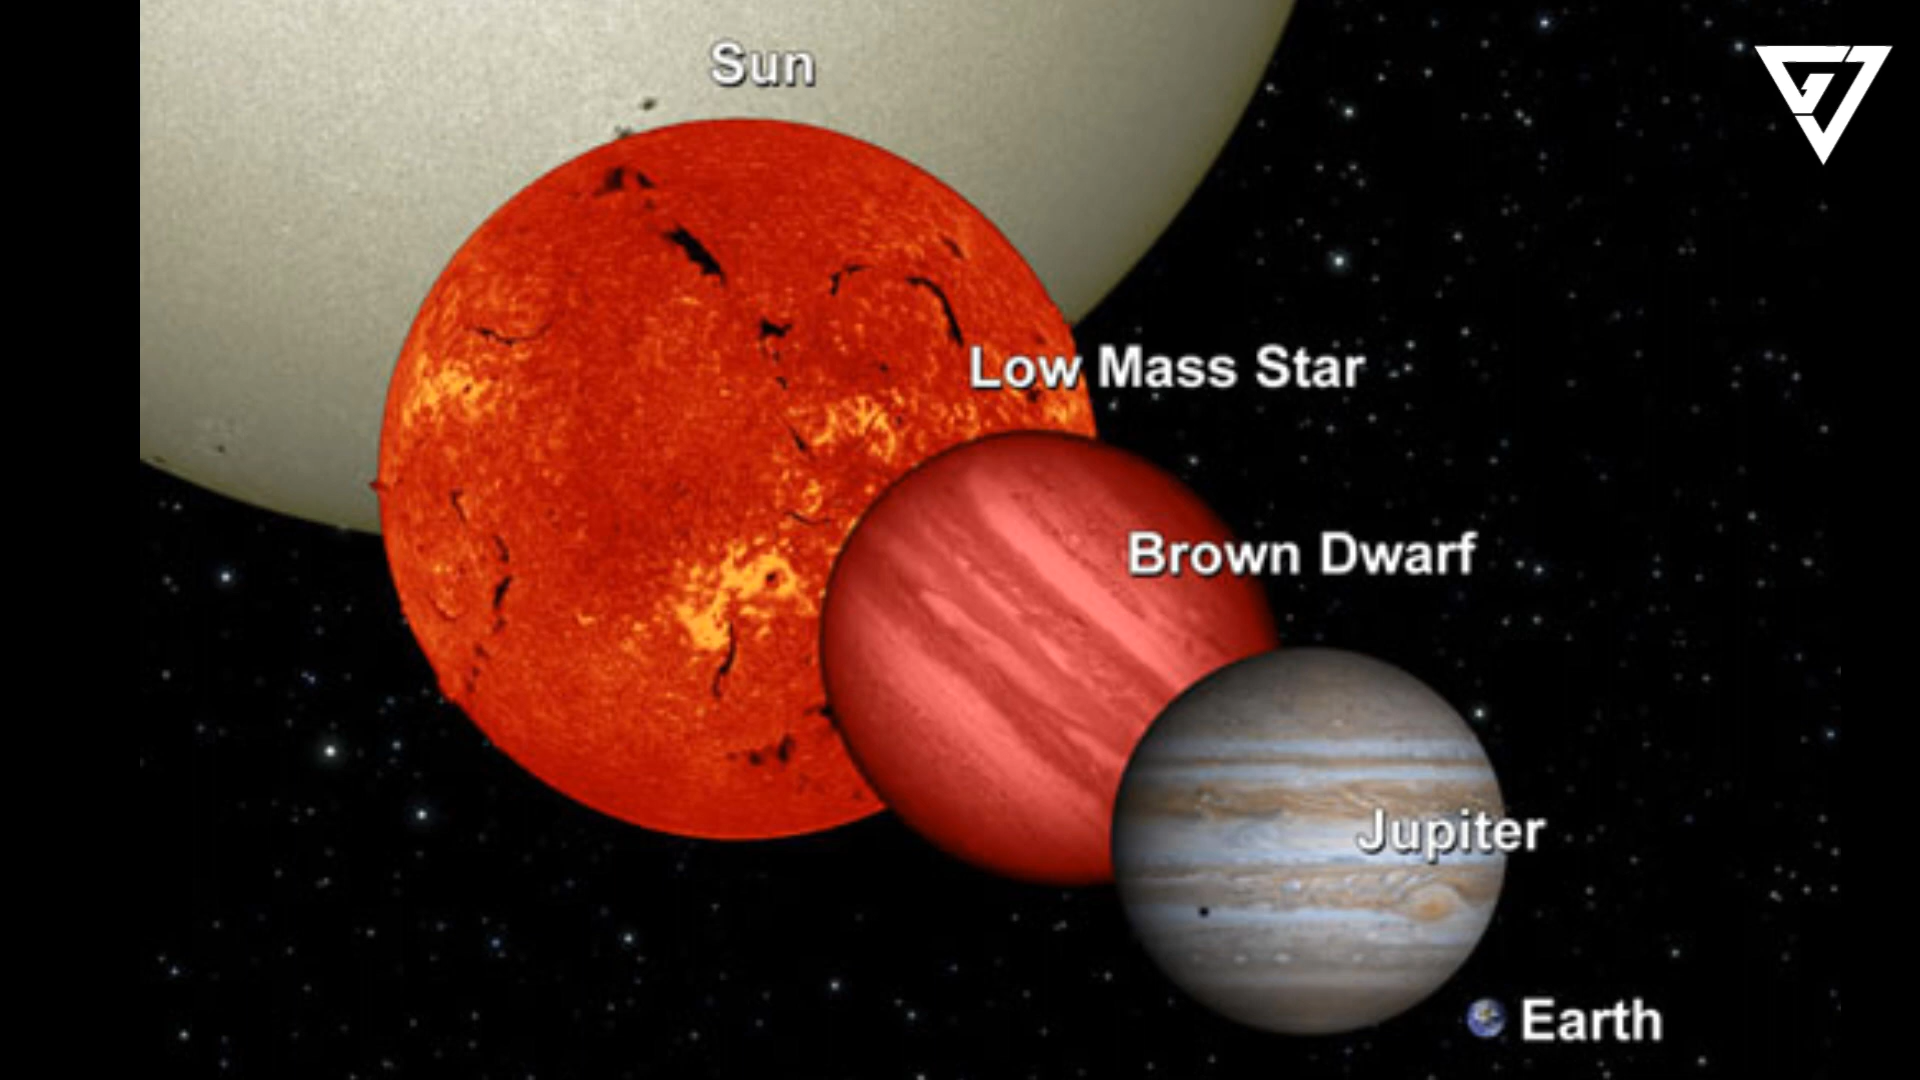 Sun
Low Mass Star
Brown Dwarf
Jupiter
Earth